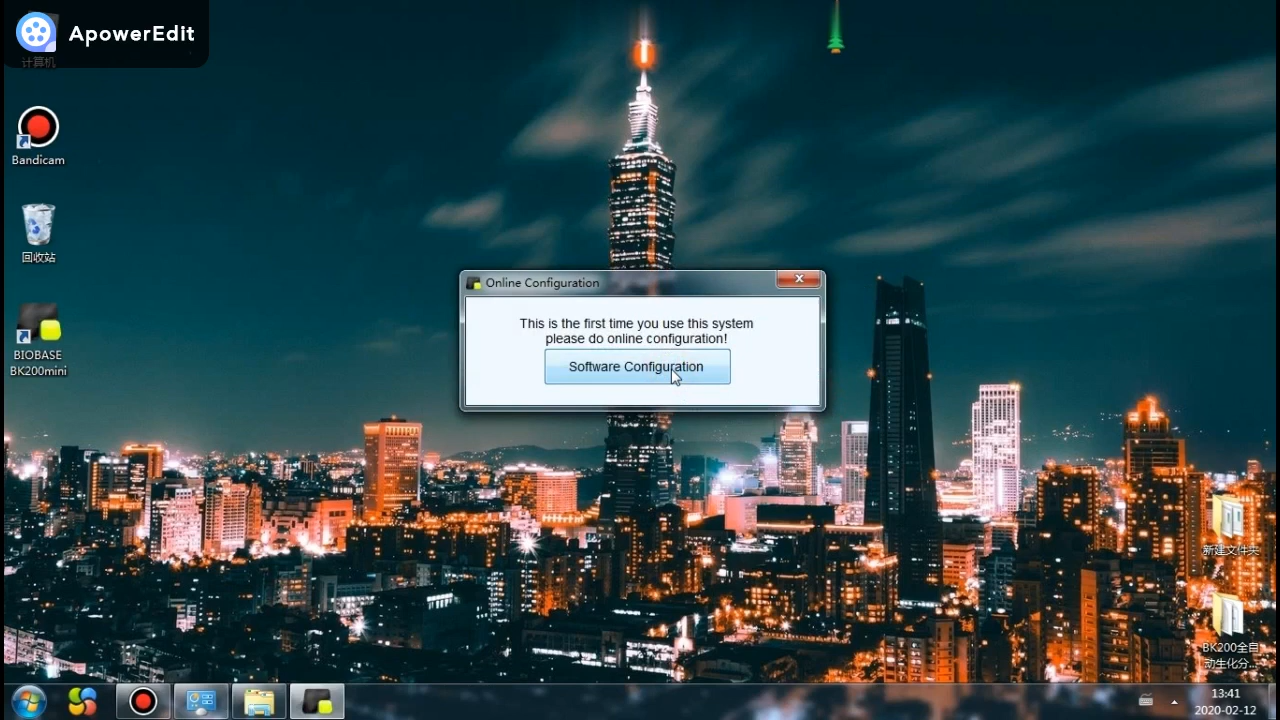 ApowerEdit
计算机
Bandicam
回收站
BIOBASE
BK200mini
Online Configuration
This is the first time you use this system
please do online configuration!
Software Configuration
新建文件夹
BK200全自
动生化分...
13:41
2020-02-12